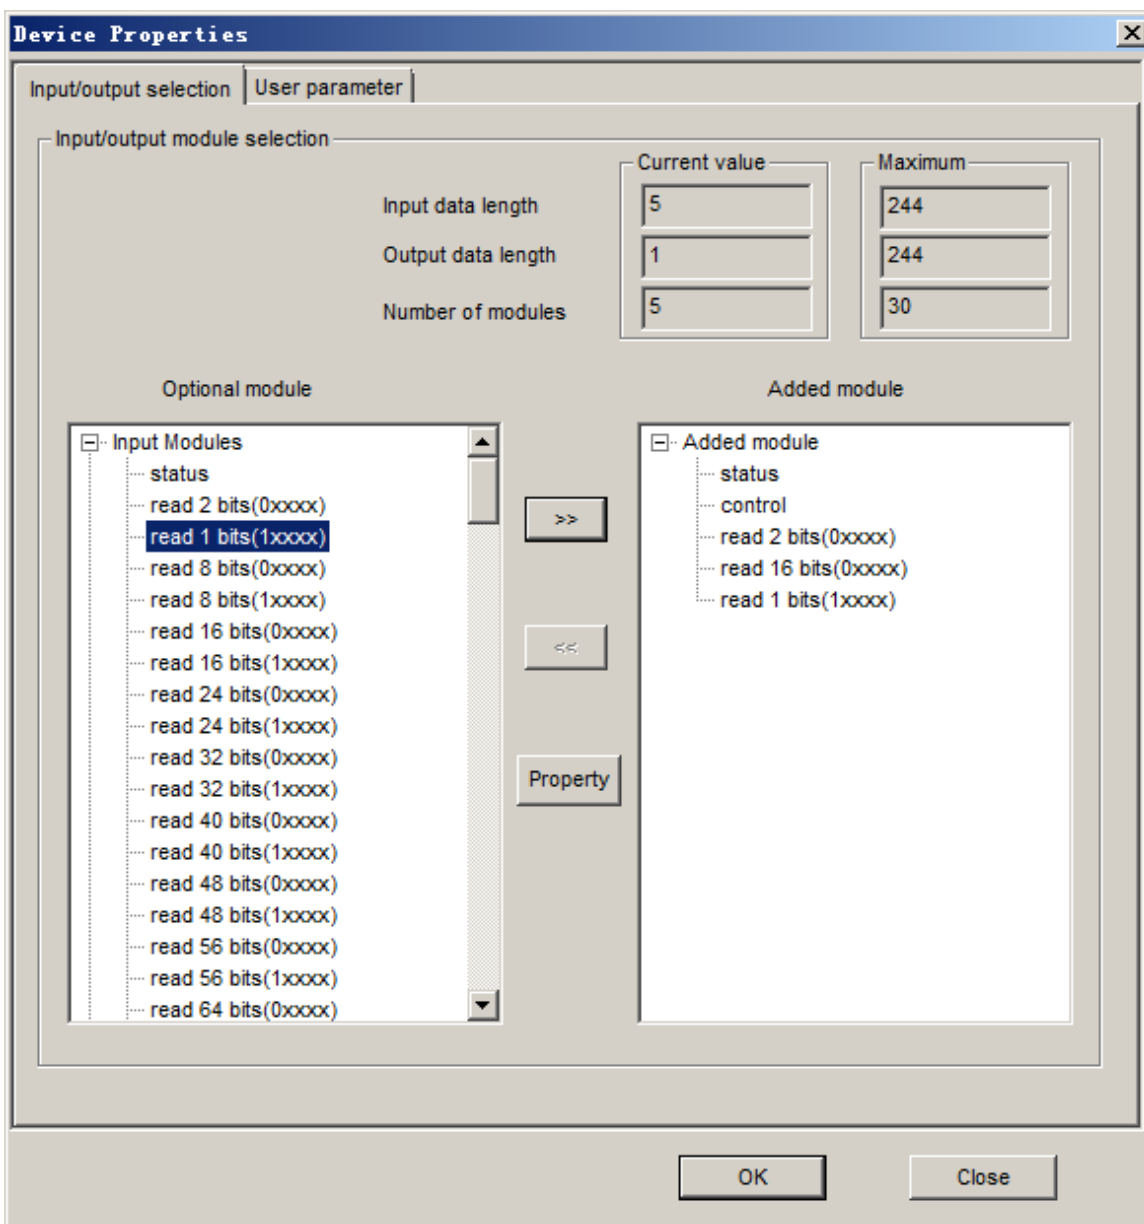 Device Properties
Input/output selection User parameter
Input/output module selection
Current value Maximum
Input data length 5 244
Output data length 1 244
Number of modules 5 30
Optional module Added module
Input Modules
status
read 2 bits(0xxxx)
read 1 bits(1xxxx)
read 8 bits(0xxxx)
read 8 bits(1xxxx)
read 16 bits(0xxxx)
read 16 bits(1xxxx)
read 24 bits(0xxxx)
read 24 bits(1xxxx)
read 32 bits(0xxxx)
read 32 bits(1xxxx)
read 40 bits(0xxxx)
read 40 bits(1xxxx)
read 48 bits(0xxxx)
read 48 bits(1xxxx)
read 56 bits(0xxxx)
read 56 bits(1xxxx)
read 64 bits(0xxxx)
>>
<<
Property
Added module
status
control
read 2 bits(0xxxx)
read 16 bits(0xxxx)
read 1 bits(1xxxx)
OK Close